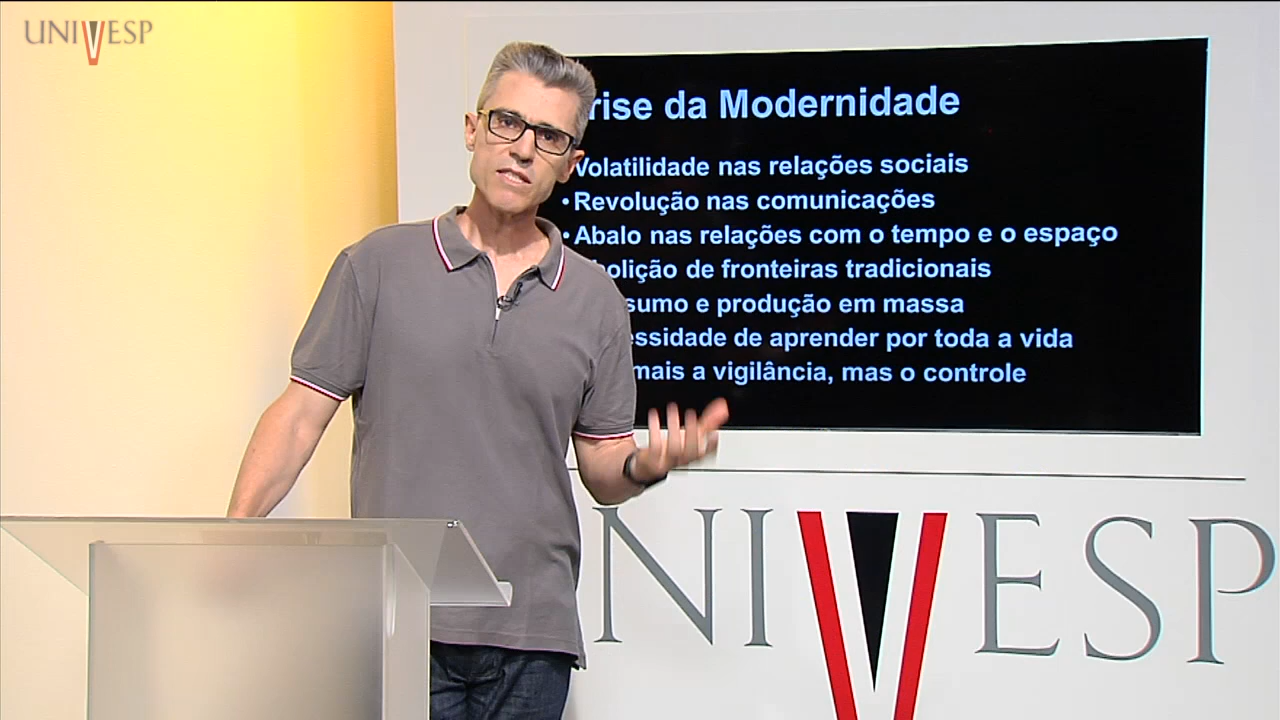 UNIVESP
rise da Modernidade
Volatilidade nas relações sociais
• Revolução nas comunicações
• Abalo nas relações com o tempo e o espaço
bolição de fronteiras tradicionais
sumo e produção em massa
essidade de aprender por toda a vida
mais a vigilância, mas o controle
UNIVESP